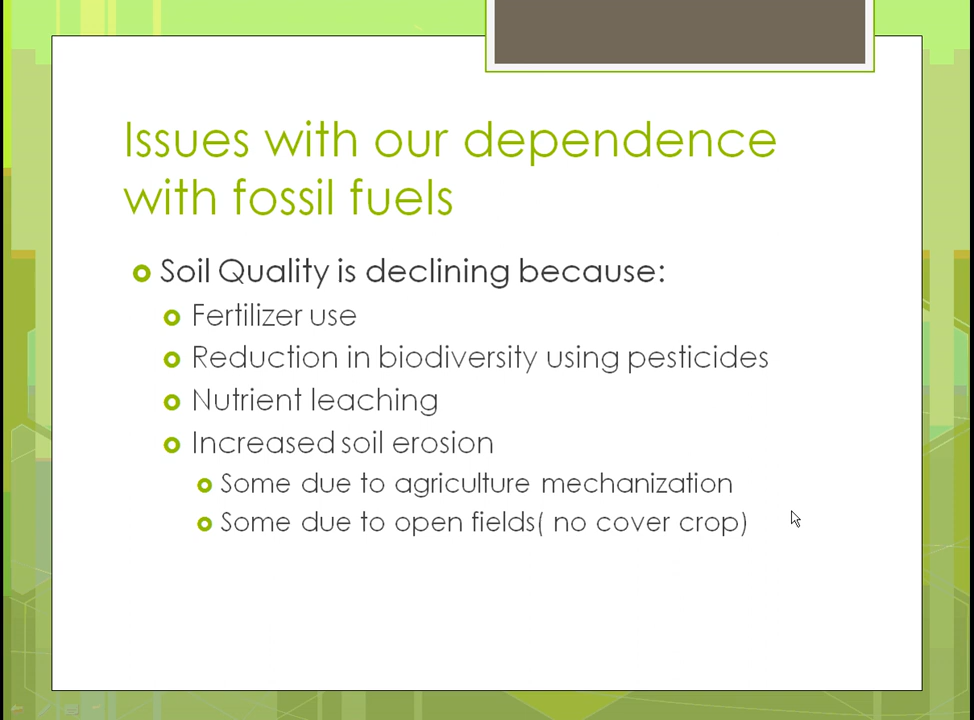 Issues with our dependence
with fossil fuels
Soil Quality is declining because:
Fertilizer use
Reduction in biodiversity using pesticides
Nutrient leaching
Increased soil erosion
Some due to agriculture mechanization
Some due to open fields( no cover crop)